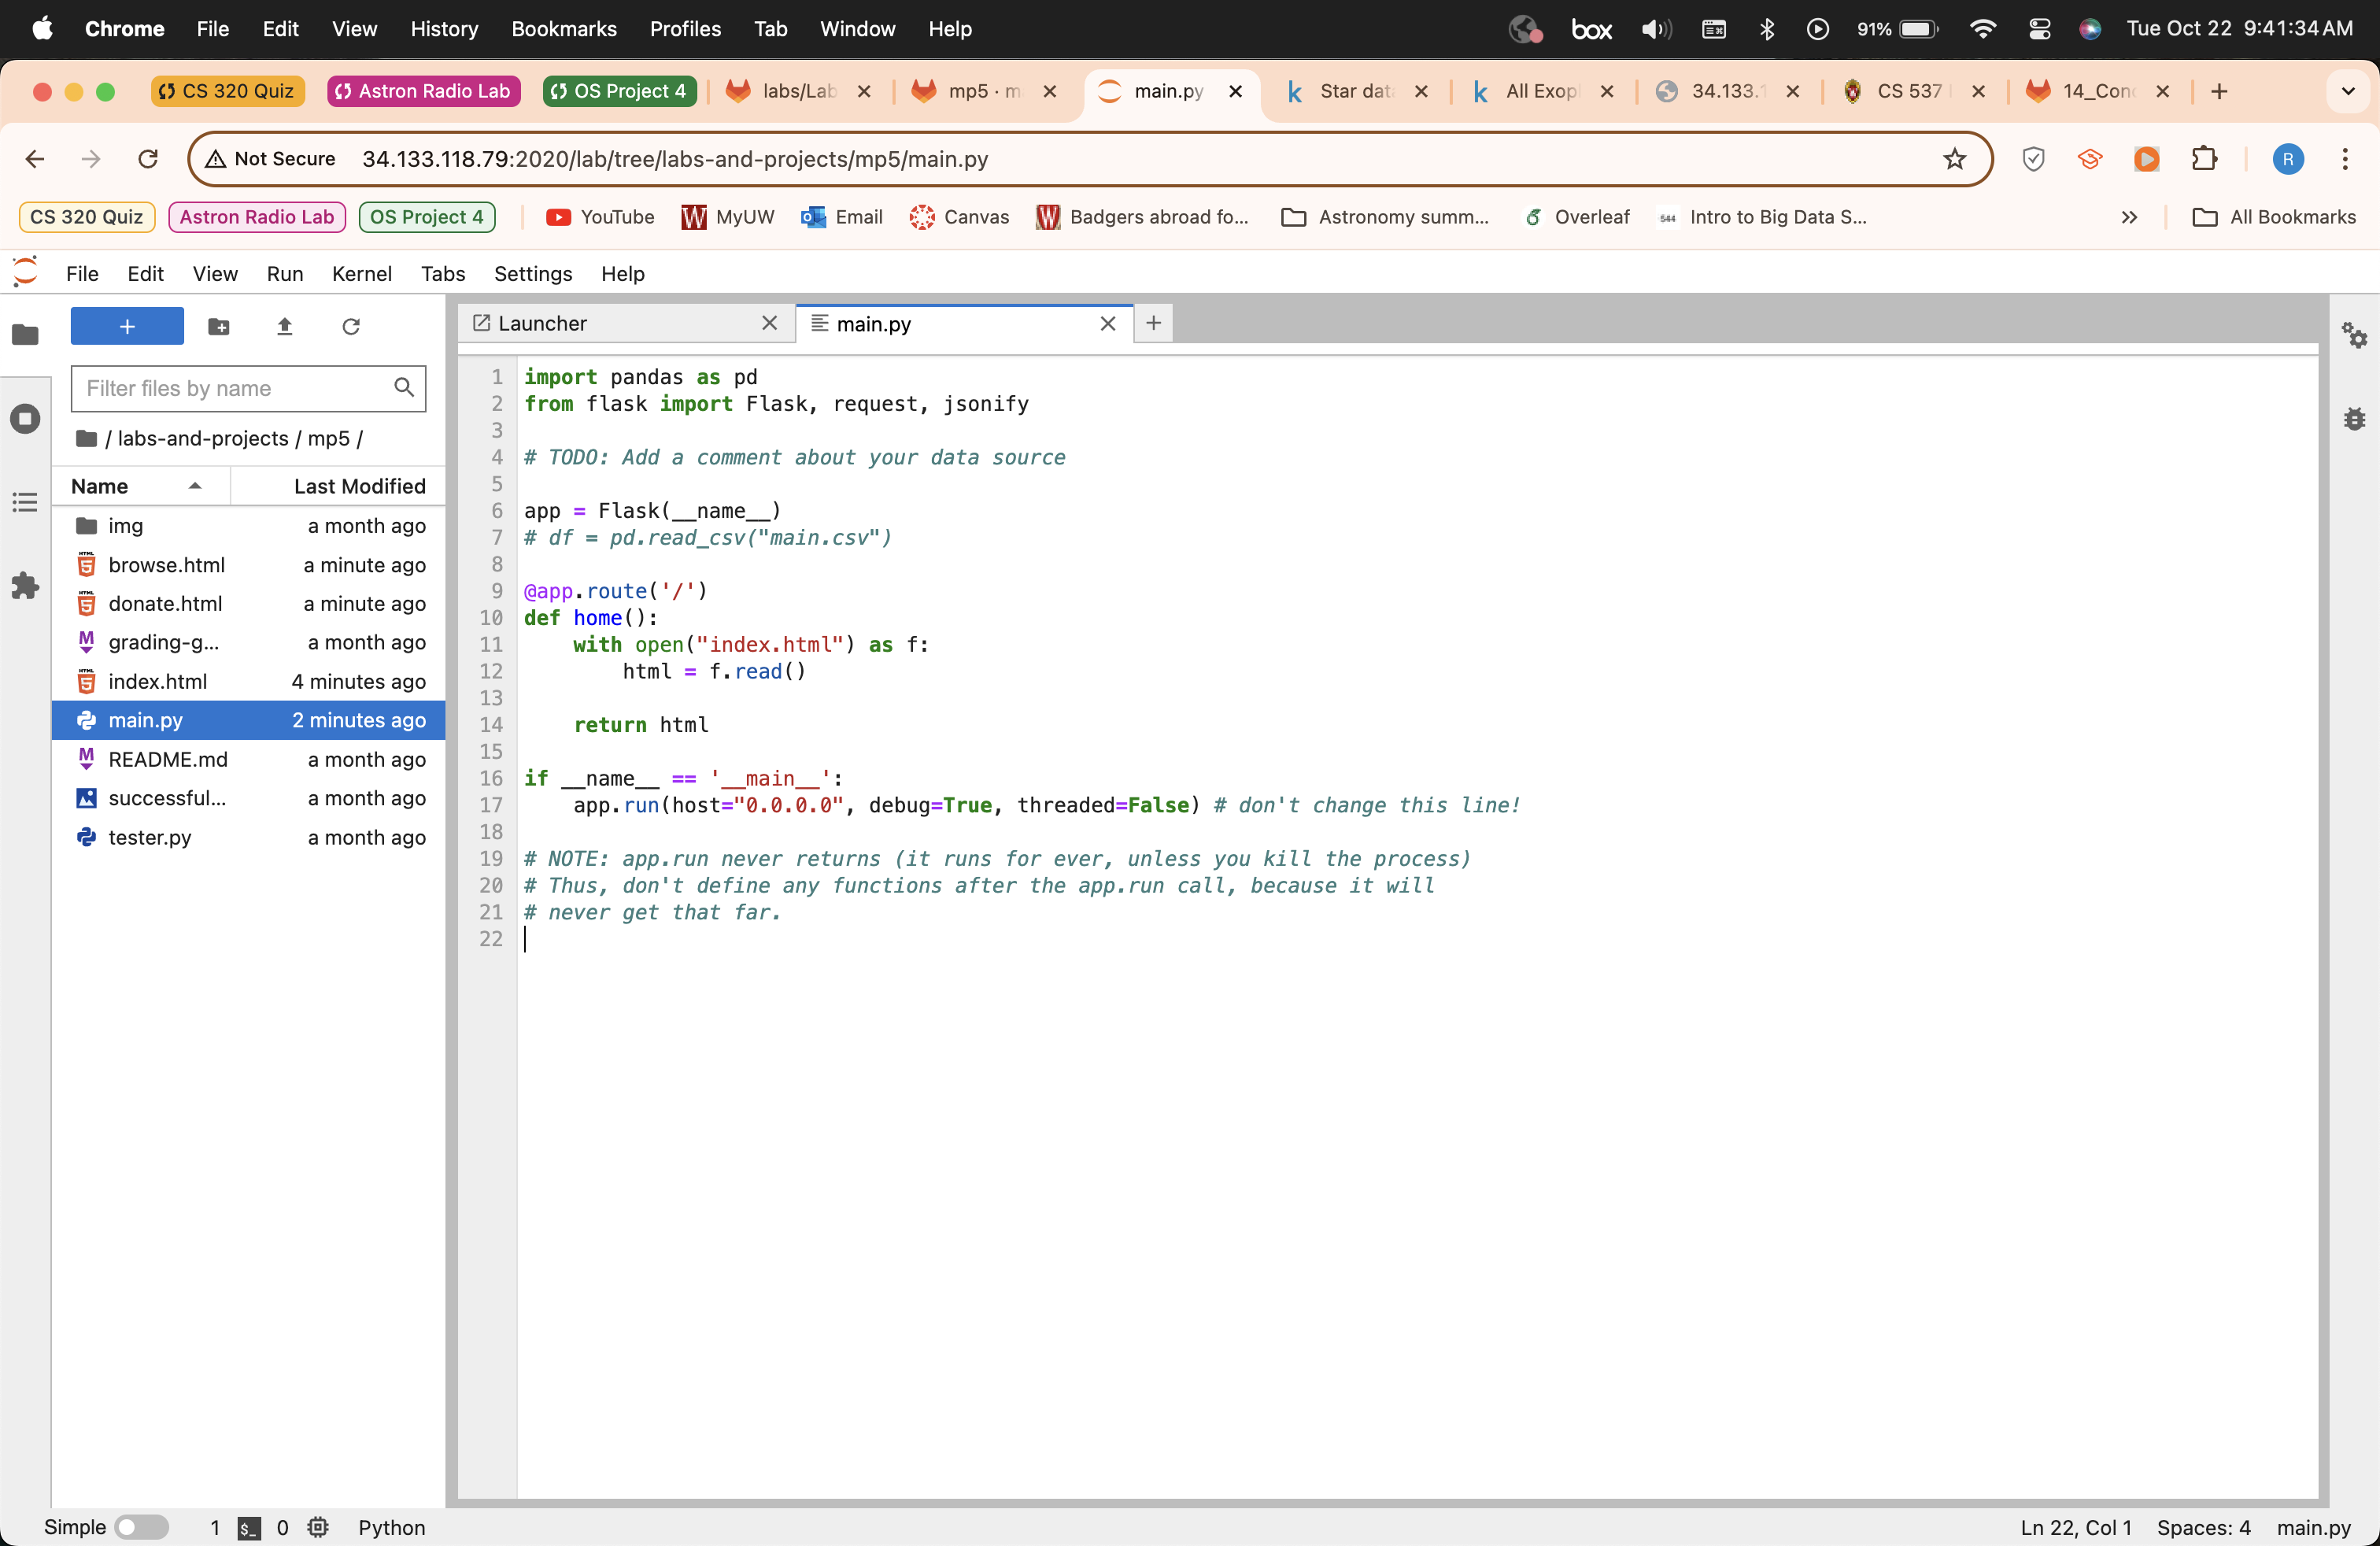 Chrome File Edit View History Bookmarks Profiles Tab Window Help box 91% Tue Oct 22 9:41:34 AM
CS 320 Quiz Astron Radio Lab OS Project 4 labs/Lab mp5 · m main.py Star data All Exop 34.133.1 CS 537 14_Con
Not Secure 34.133.118.79:2020/lab/tree/labs-and-projects/mp5/main.py R
CS 320 Quiz Astron Radio Lab OS Project 4 YouTube MyUW Email Canvas Badgers abroad fo... Astronomy summ... Overleaf 544 Intro to Big Data S... All Bookmarks
File Edit View Run Kernel Tabs Settings Help
Launcher main.py
Filter files by name
/ labs-and-projects / mp5 /
Name Last Modified
img a month ago
browse.html a minute ago
donate.html a minute ago
grading-g... a month ago
index.html 4 minutes ago
main.py 2 minutes ago
README.md a month ago
successful... a month ago
tester.py a month ago
1 import pandas as pd
2 from flask import Flask, request, jsonify
3
4 # TODO: Add a comment about your data source
5
6 app = Flask(__name__)
7 # df = pd.read_csv("main.csv")
8
9 @app.route('/')
10 def home():
11     with open("index.html") as f:
12         html = f.read()
13
14     return html
15
16 if __name__ == '__main__':
17     app.run(host="0.0.0.0", debug=True, threaded=False) # don't change this line!
18
19 # NOTE: app.run never returns (it runs for ever, unless you kill the process)
20 # Thus, don't define any functions after the app.run call, because it will
21 # never get that far.
22
Simple 1 $_ 0 Python Ln 22, Col 1 Spaces: 4 main.py